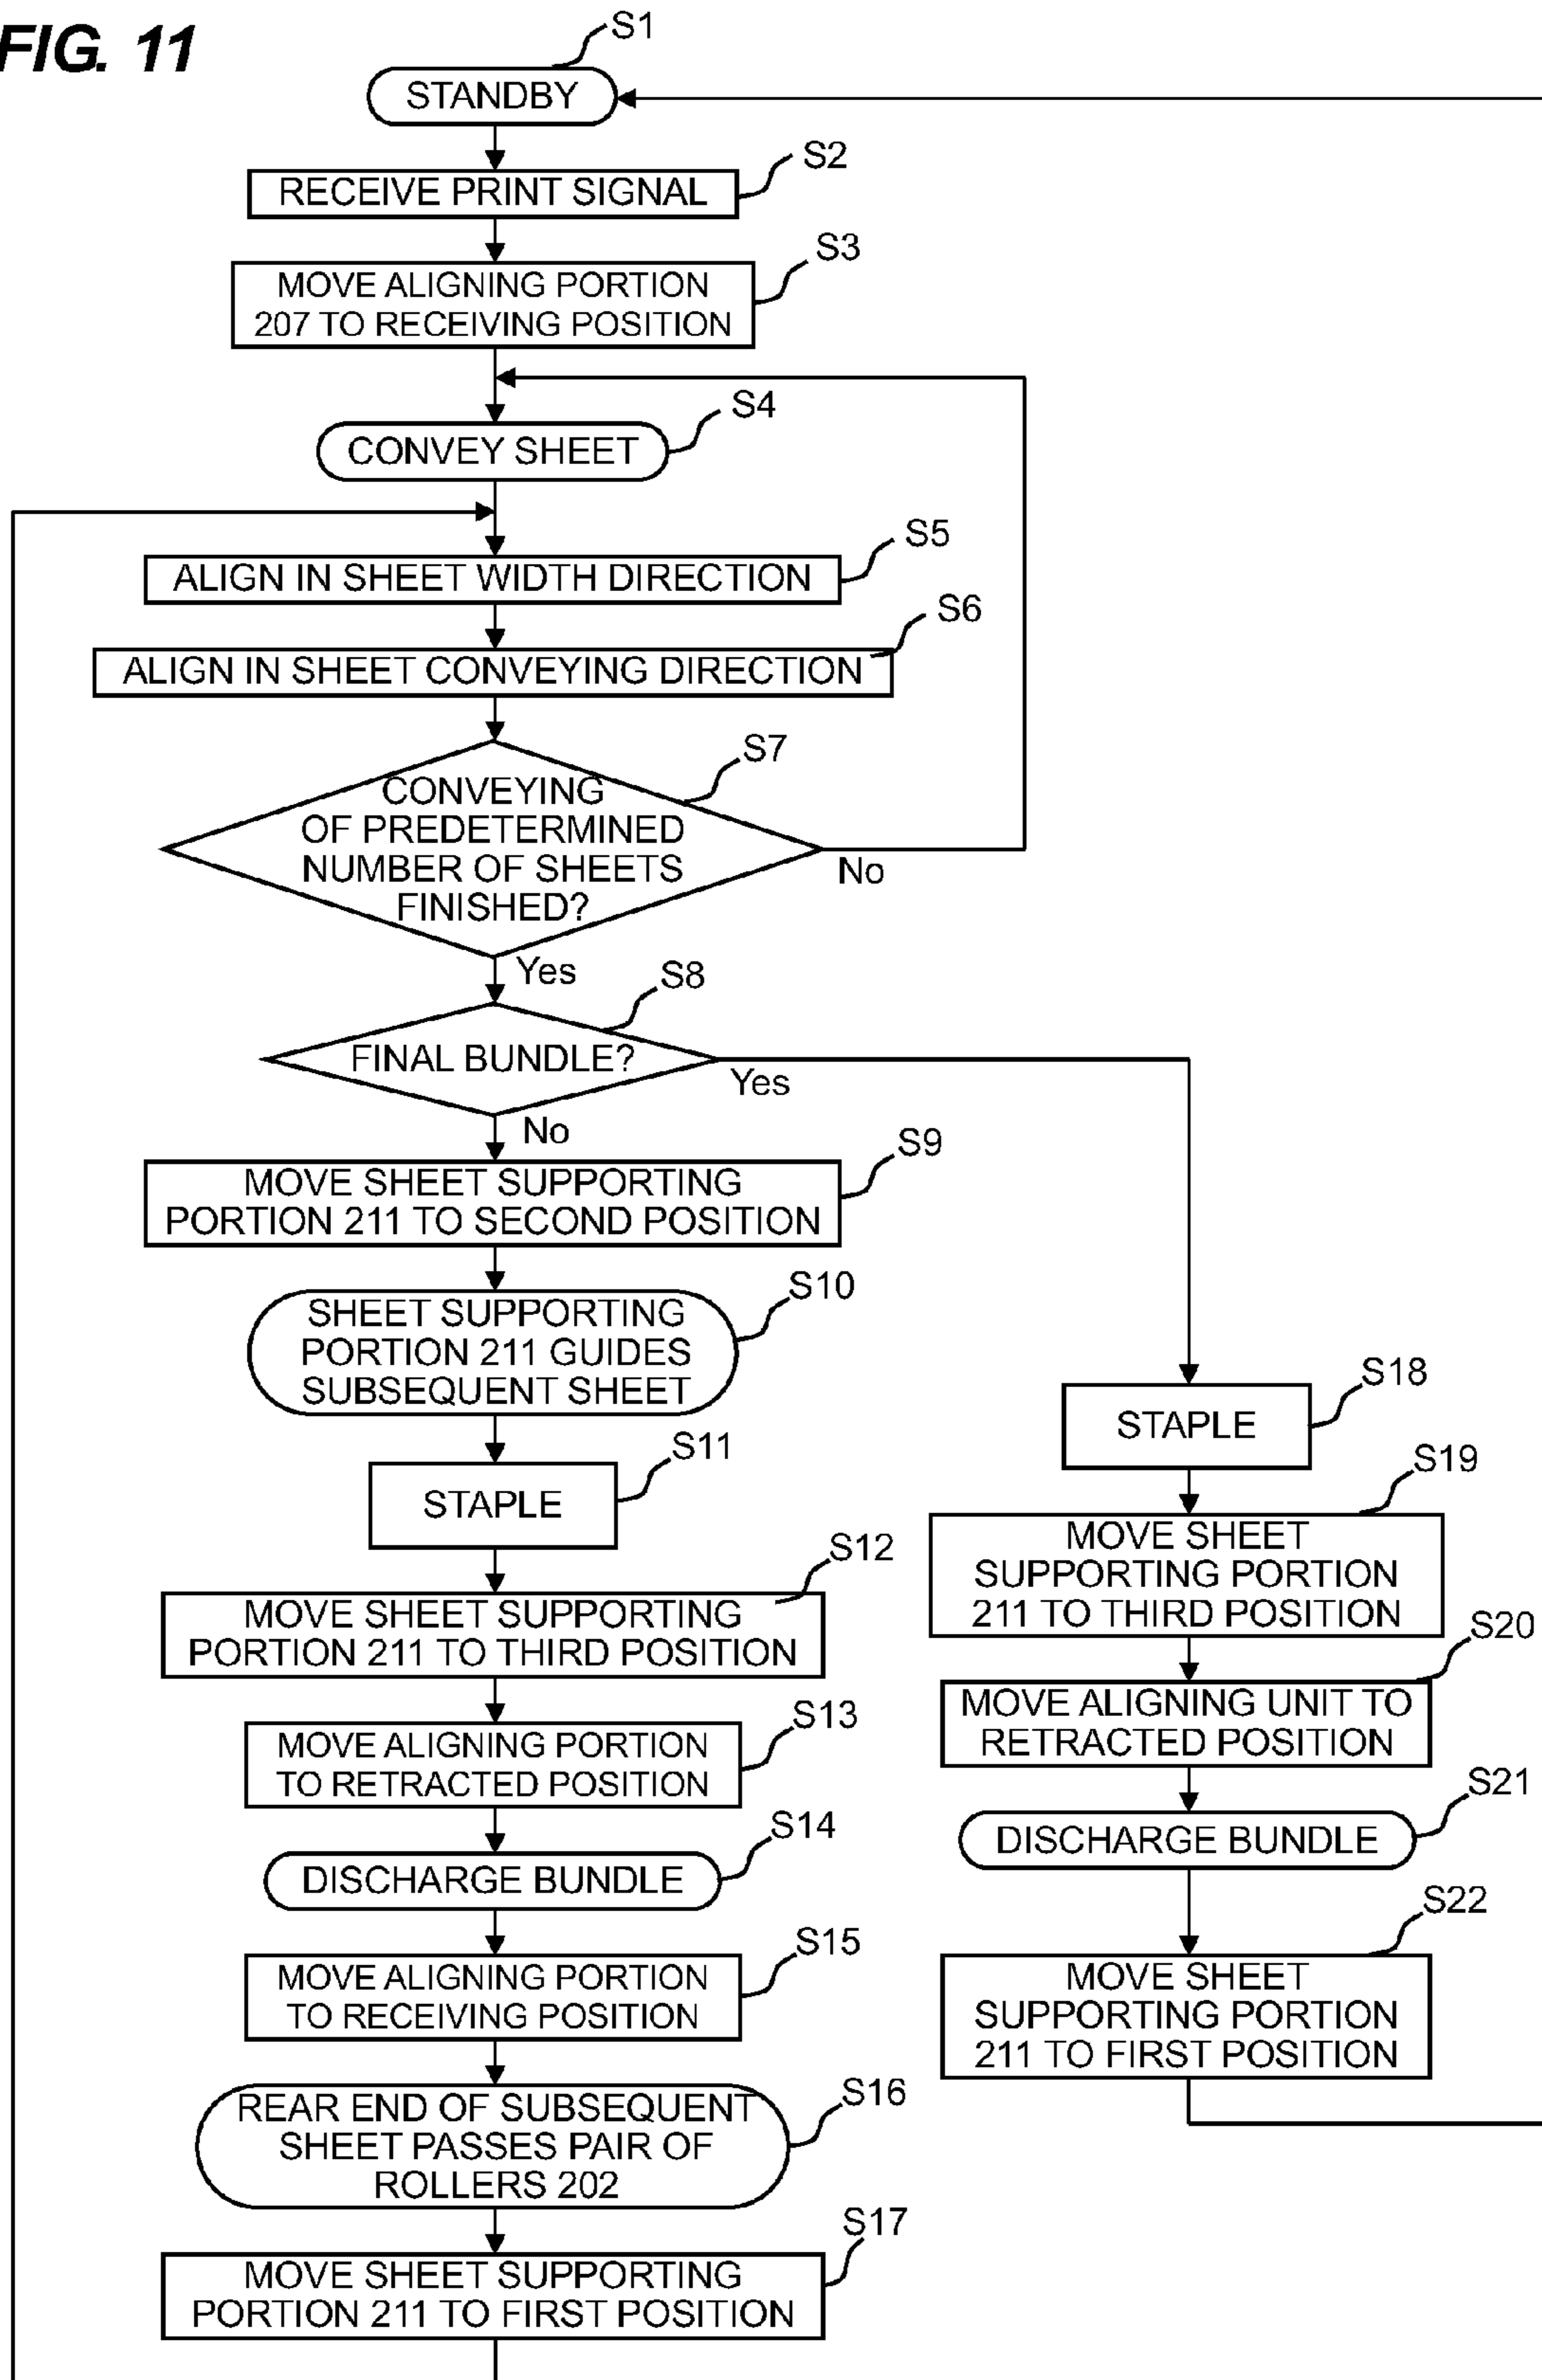 FIG. 11
S1
STANDBY
S2
RECEIVE PRINT SIGNAL
S3
MOVE ALIGNING PORTION
207 TO RECEIVING POSITION
S4
CONVEY SHEET
S5
ALIGN IN SHEET WIDTH DIRECTION
S6
ALIGN IN SHEET CONVEYING DIRECTION
S7
CONVEYING
OF PREDETERMINED
NUMBER OF SHEETS
FINISHED?
No
Yes
S8
FINAL BUNDLE?
Yes
No
S9
MOVE SHEET SUPPORTING
PORTION 211 TO SECOND POSITION
S10
SHEET SUPPORTING
PORTION 211 GUIDES
SUBSEQUENT SHEET
S11
STAPLE
S12
MOVE SHEET SUPPORTING
PORTION 211 TO THIRD POSITION
S13
MOVE ALIGNING PORTION
TO RETRACTED POSITION
S14
DISCHARGE BUNDLE
S15
MOVE ALIGNING PORTION
TO RECEIVING POSITION
S16
REAR END OF SUBSEQUENT
SHEET PASSES PAIR OF
ROLLERS 202
S17
MOVE SHEET SUPPORTING
PORTION 211 TO FIRST POSITION
S18
STAPLE
S19
MOVE SHEET
SUPPORTING PORTION
211 TO THIRD POSITION
S20
MOVE ALIGNING UNIT TO
RETRACTED POSITION
S21
DISCHARGE BUNDLE
S22
MOVE SHEET
SUPPORTING PORTION
211 TO FIRST POSITION